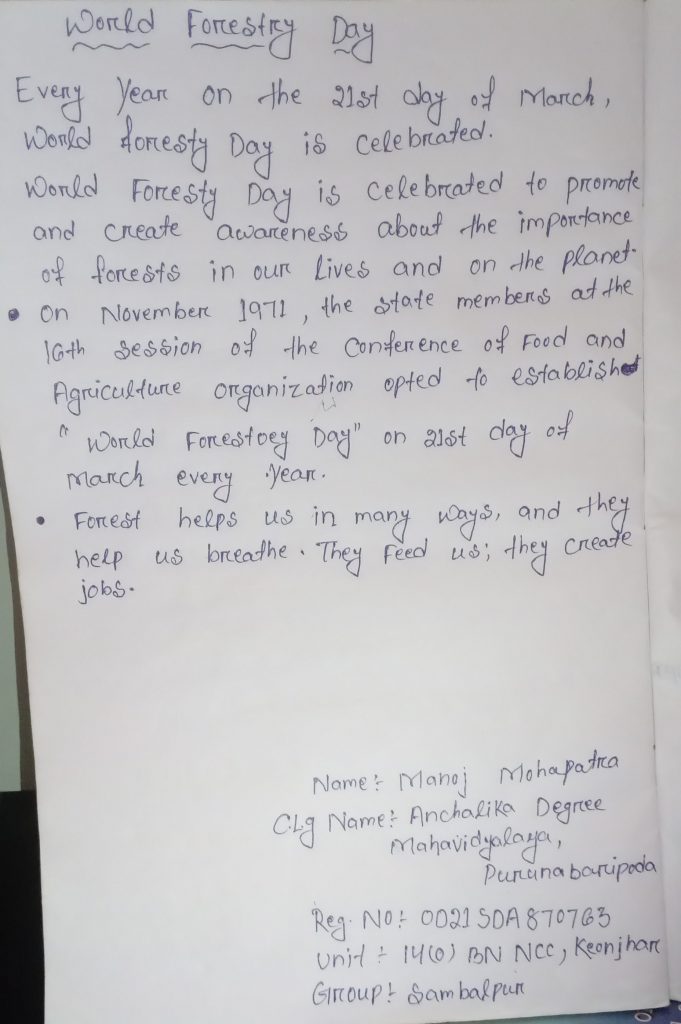 World Forestry Day
Every Year on the 21st day of March,
World foresty Day is celebrated.
World Foresty Day is celebrated to promote
and create awareness about the importance
of forests in our lives and on the planet.
• On November 1971, the state members at the
16th session of the Conference of Food and
Agriculture organization opted to establish
" World Forestoey Day" on 21st day of
March every year.
• Forest helps us in many ways, and they
help us breathe. They Feed us; they create
jobs.
Name:- Manoj Mohapatra
CLg Name:- Anchalika Degree
Mahavidyalaya,
Purunabaripada
Reg. No:- OD21SDA870763
Unit:- 14(O) BN NCC, Keonjhar
Group:- Sambalpur